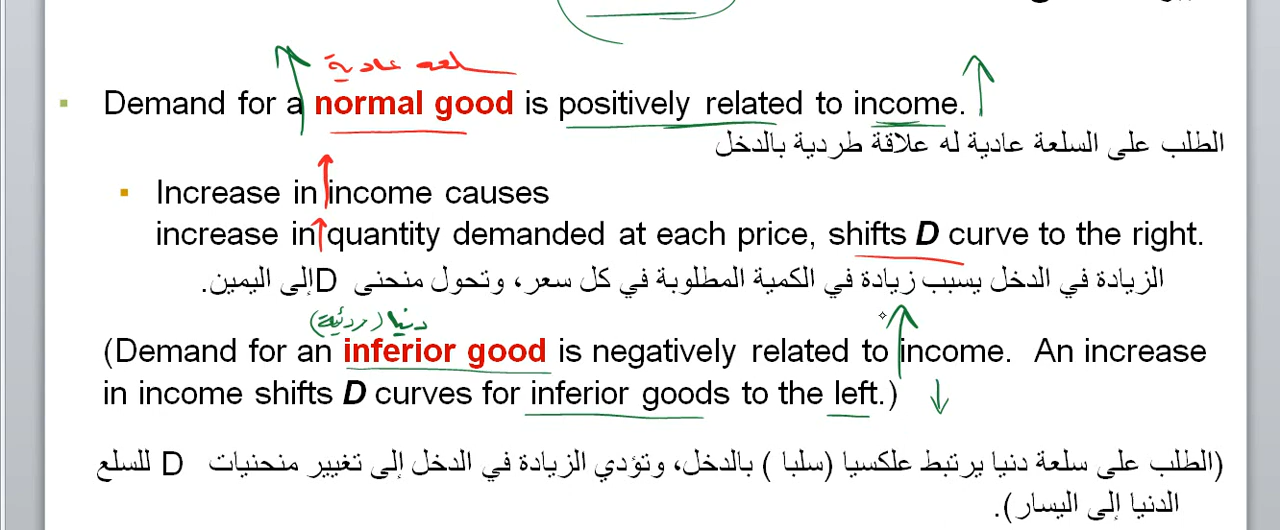 سلعه عادية
Demand for a normal good is positively related to income.
الطلب على السلعة عادية له علاقة طردية بالدخل
Increase in income causes
increase in quantity demanded at each price, shifts D curve to the right.
الزيادة في الدخل يسبب زيادة في الكمية المطلوبة في كل سعر، وتحول منحنى D إلى اليمين.
دنيا (رديئة)
(Demand for an inferior good is negatively related to income. An increase
in income shifts D curves for inferior goods to the left.)
(الطلب على سلعة دنيا يرتبط علكسيا (سلبا ) بالدخل، وتؤدي الزيادة في الدخل إلى تغيير منحنيات D للسلع
الدنيا إلى اليسار).